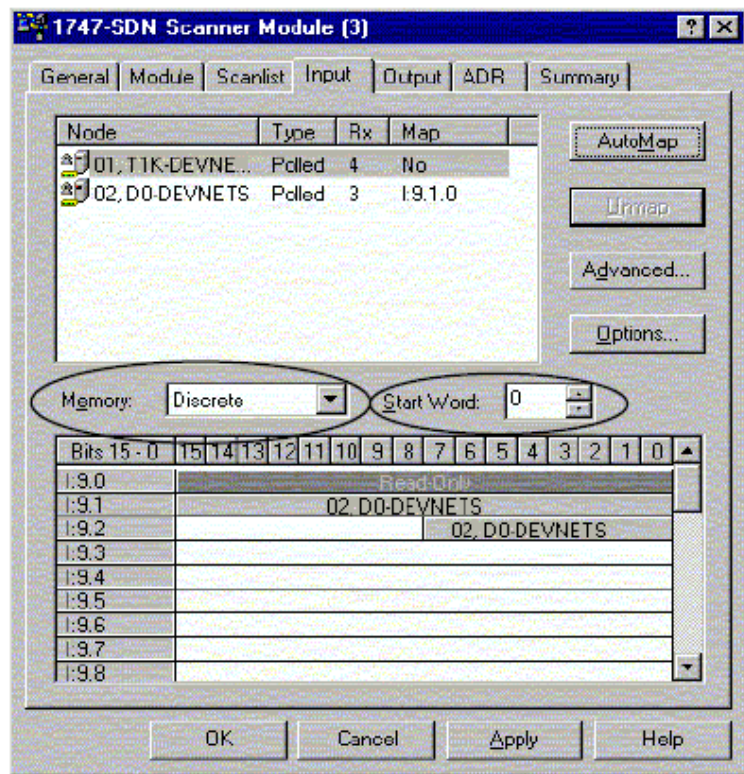 1747-SDN Scanner Module (3)
General Module Scanlist Input Output ADR Summary
Node Type Rx Map
01, T1K-DEVNE... Polled 4 No
02, D0-DEVNETS Polled 3 I:9.1.0
AutoMap
Unmap
Advanced...
Options...
Memory: Discrete Start Word: 0
Bits 15 - 0 15 14 13 12 11 10 9 8 7 6 5 4 3 2 1 0
I:9.0 Read-Only
I:9.1 02, D0-DEVNETS
I:9.2 02, D0-DEVNETS
I:9.3
I:9.4
I:9.5
I:9.6
I:9.7
I:9.8
OK Cancel Apply Help